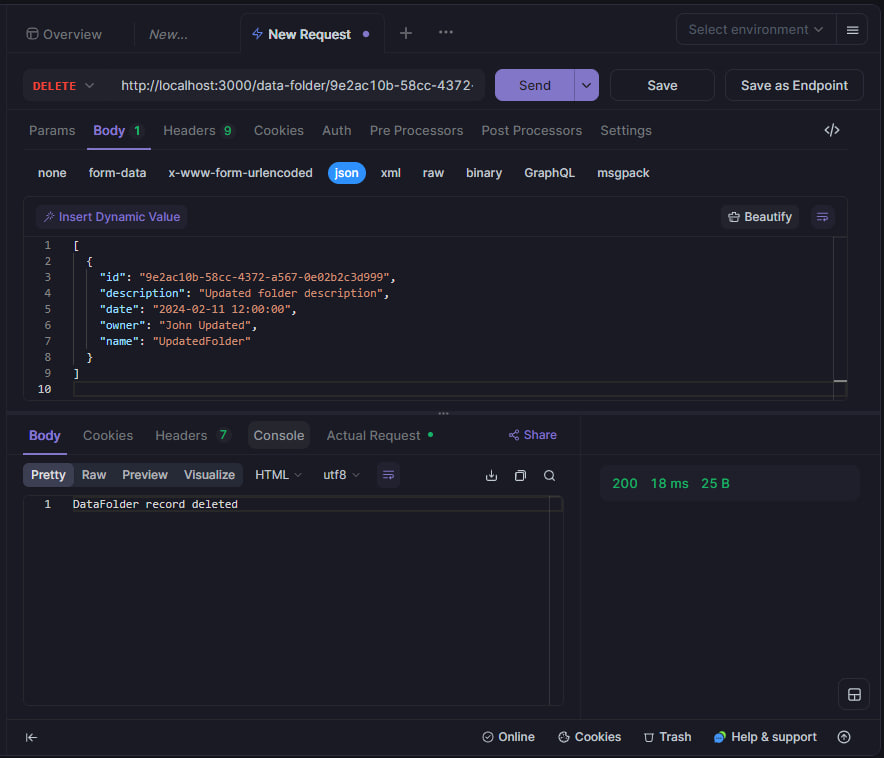 Overview New... New Request Select environment
DELETE http://localhost:3000/data-folder/9e2ac10b-58cc-4372- Send Save Save as Endpoint
Params Body 1 Headers 9 Cookies Auth Pre Processors Post Processors Settings
none form-data x-www-form-urlencoded json xml raw binary GraphQL msgpack
Insert Dynamic Value Beautify
1 [
2 {
3 "id": "9e2ac10b-58cc-4372-a567-0e02b2c3d999",
4 "description": "Updated folder description",
5 "date": "2024-02-11 12:00:00",
6 "owner": "John Updated",
7 "name": "UpdatedFolder"
8 }
9 ]
10
Body Cookies Headers 7 Console Actual Request Share
Pretty Raw Preview Visualize HTML utf8
200 18 ms 25 B
1 DataFolder record deleted
Online Cookies Trash Help & support